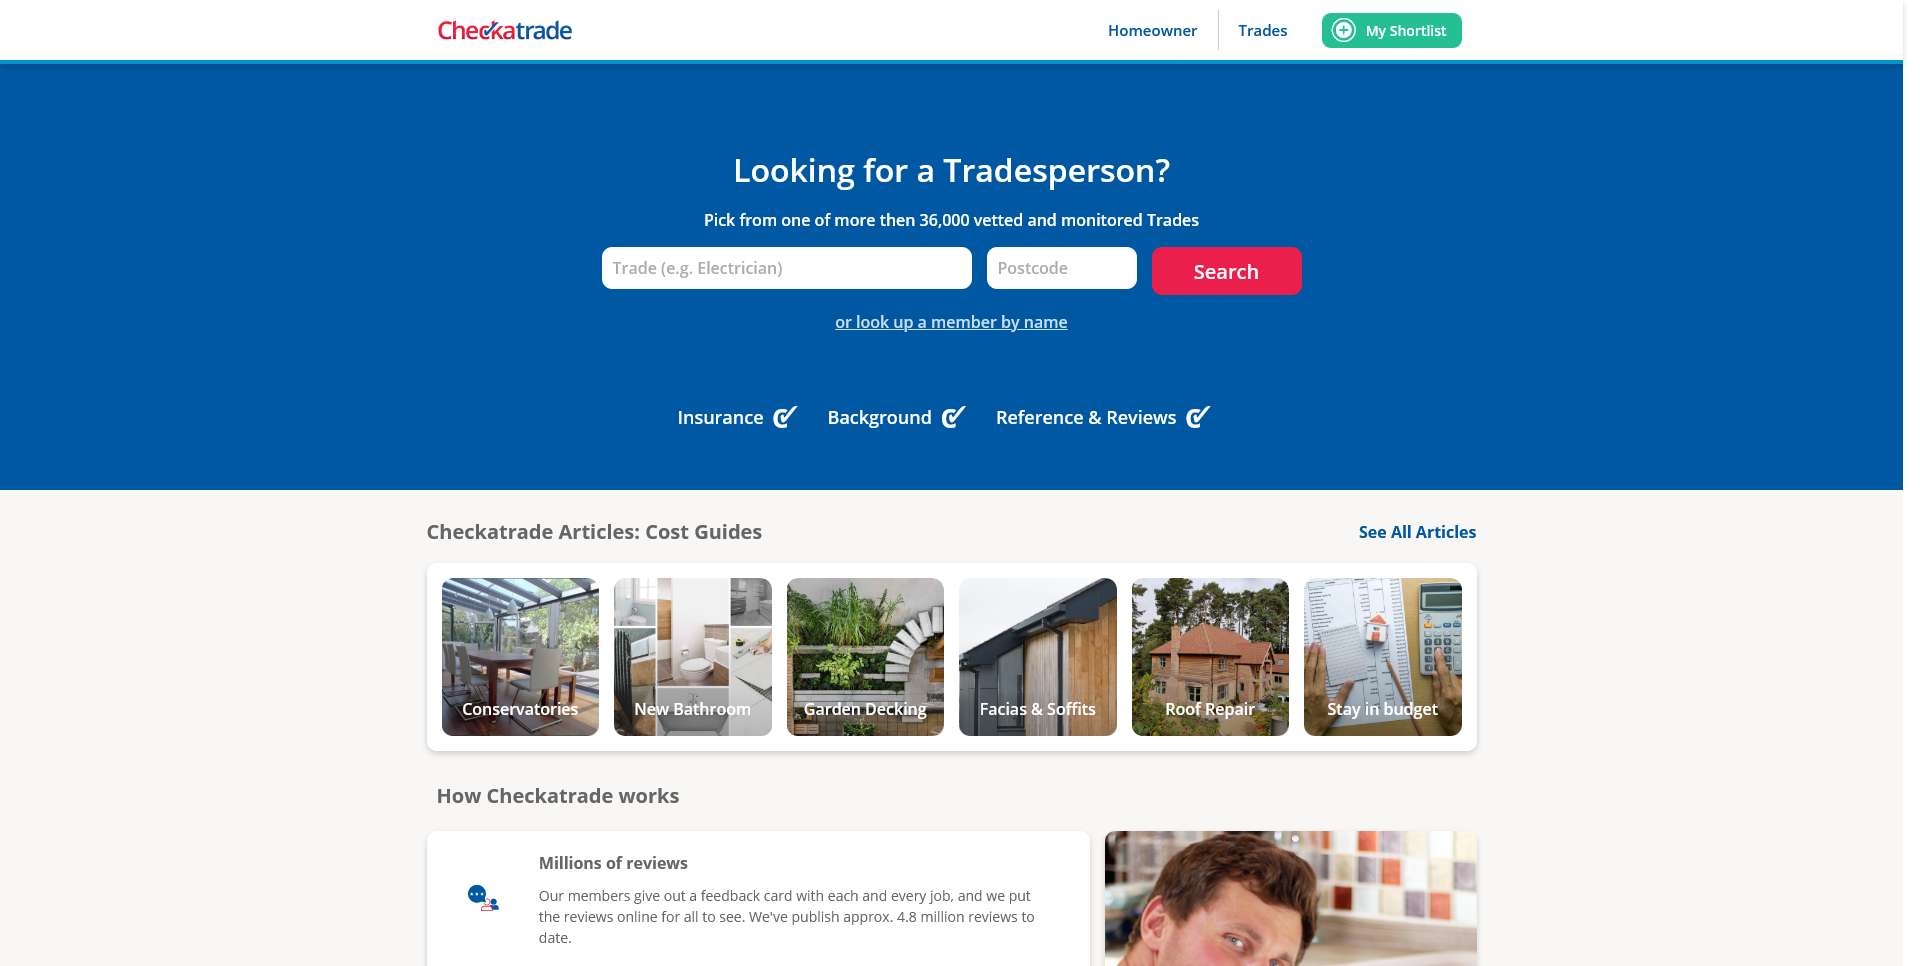 Checkatrade
Homeowner
Trades
My Shortlist
Looking for a Tradesperson?
Pick from one of more then 36,000 vetted and monitored Trades
Trade (e.g. Electrician)
Postcode
Search
or look up a member by name
Insurance
Background
Reference & Reviews
Checkatrade Articles: Cost Guides
See All Articles
Conservatories
New Bathroom
Garden Decking
Facias & Soffits
Roof Repair
Stay in budget
How Checkatrade works
Millions of reviews
Our members give out a feedback card with each and every job, and we put
the reviews online for all to see. We've publish approx. 4.8 million reviews to
date.